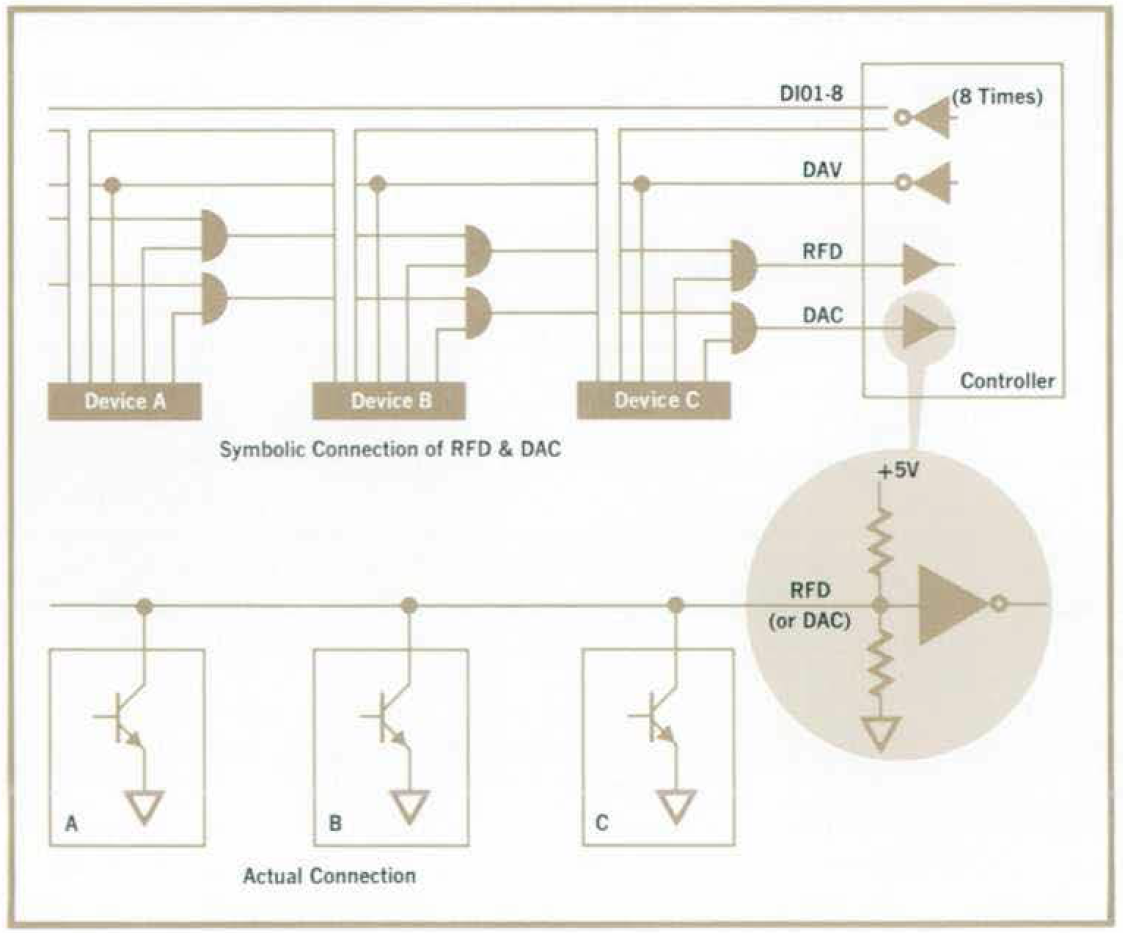 DI01-8
(8 Times)
DAV
RFD
DAC
Controller
Device A
Device B
Device C
Symbolic Connection of RFD & DAC
+5V
RFD
(or DAC)
A
B
C
Actual Connection